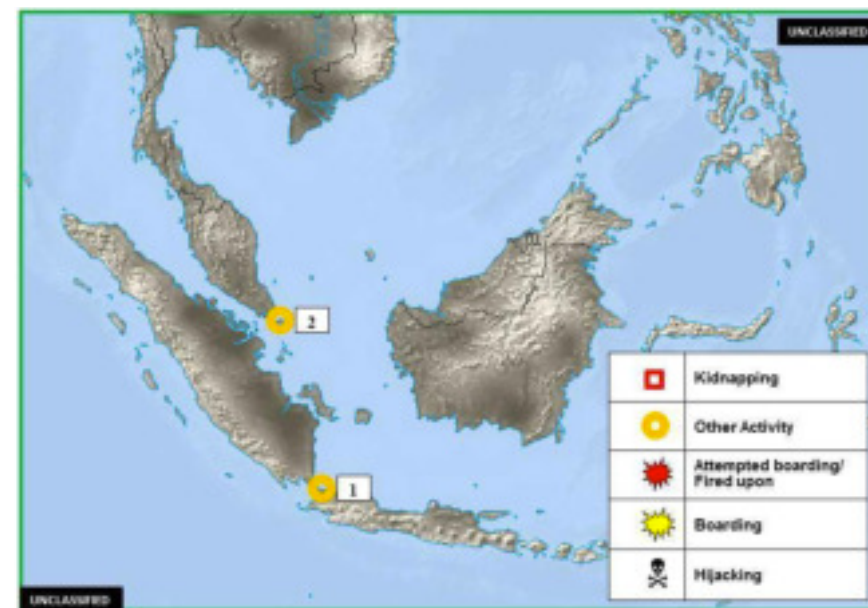 UNCLASSIFIED
2
1
Kidnapping
Other Activity
Attempted boarding/
Fired upon
Boarding
Hijacking
UNCLASSIFIED